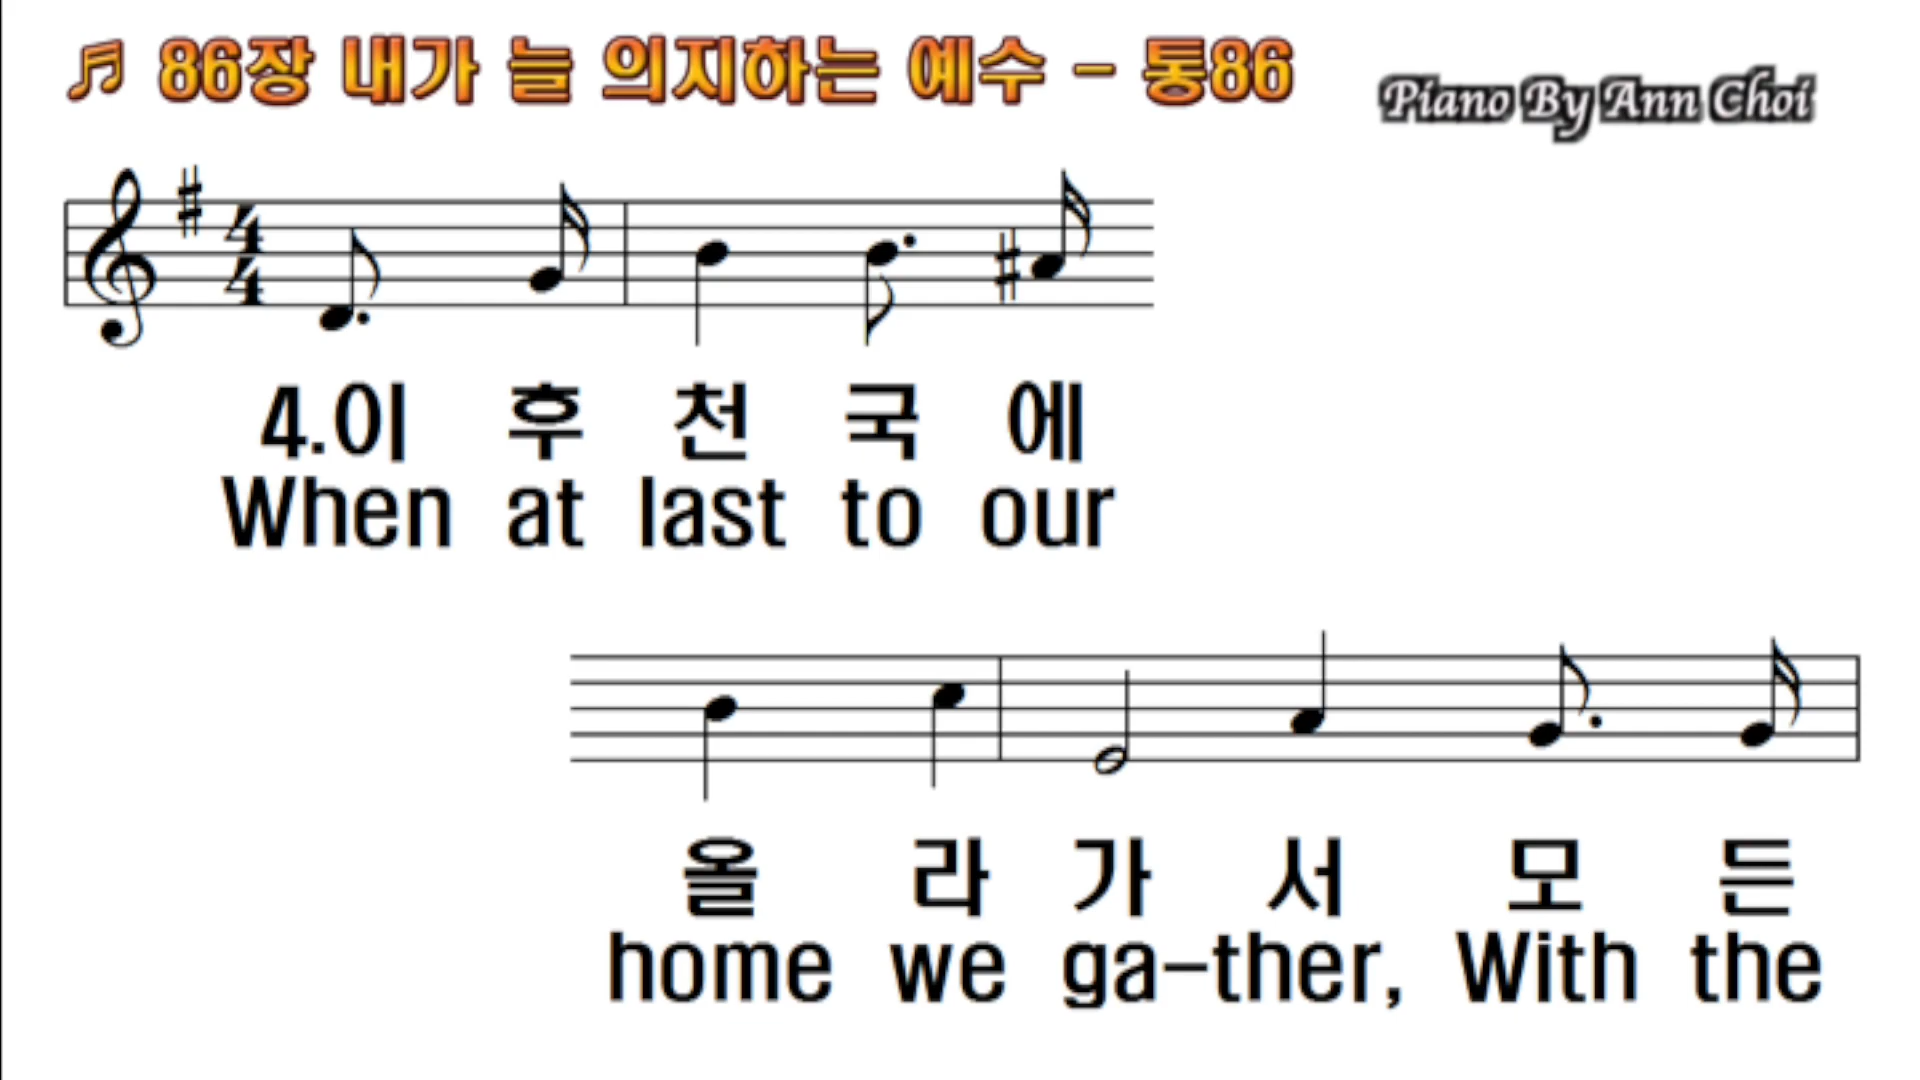 ♬ 86장 내가 늘 의지하는 예수 - 통86
Piano By Ann Choi
4.이 후 천 국 에
When at last to our
올 라 가 서 모 든
home we ga-ther, With the